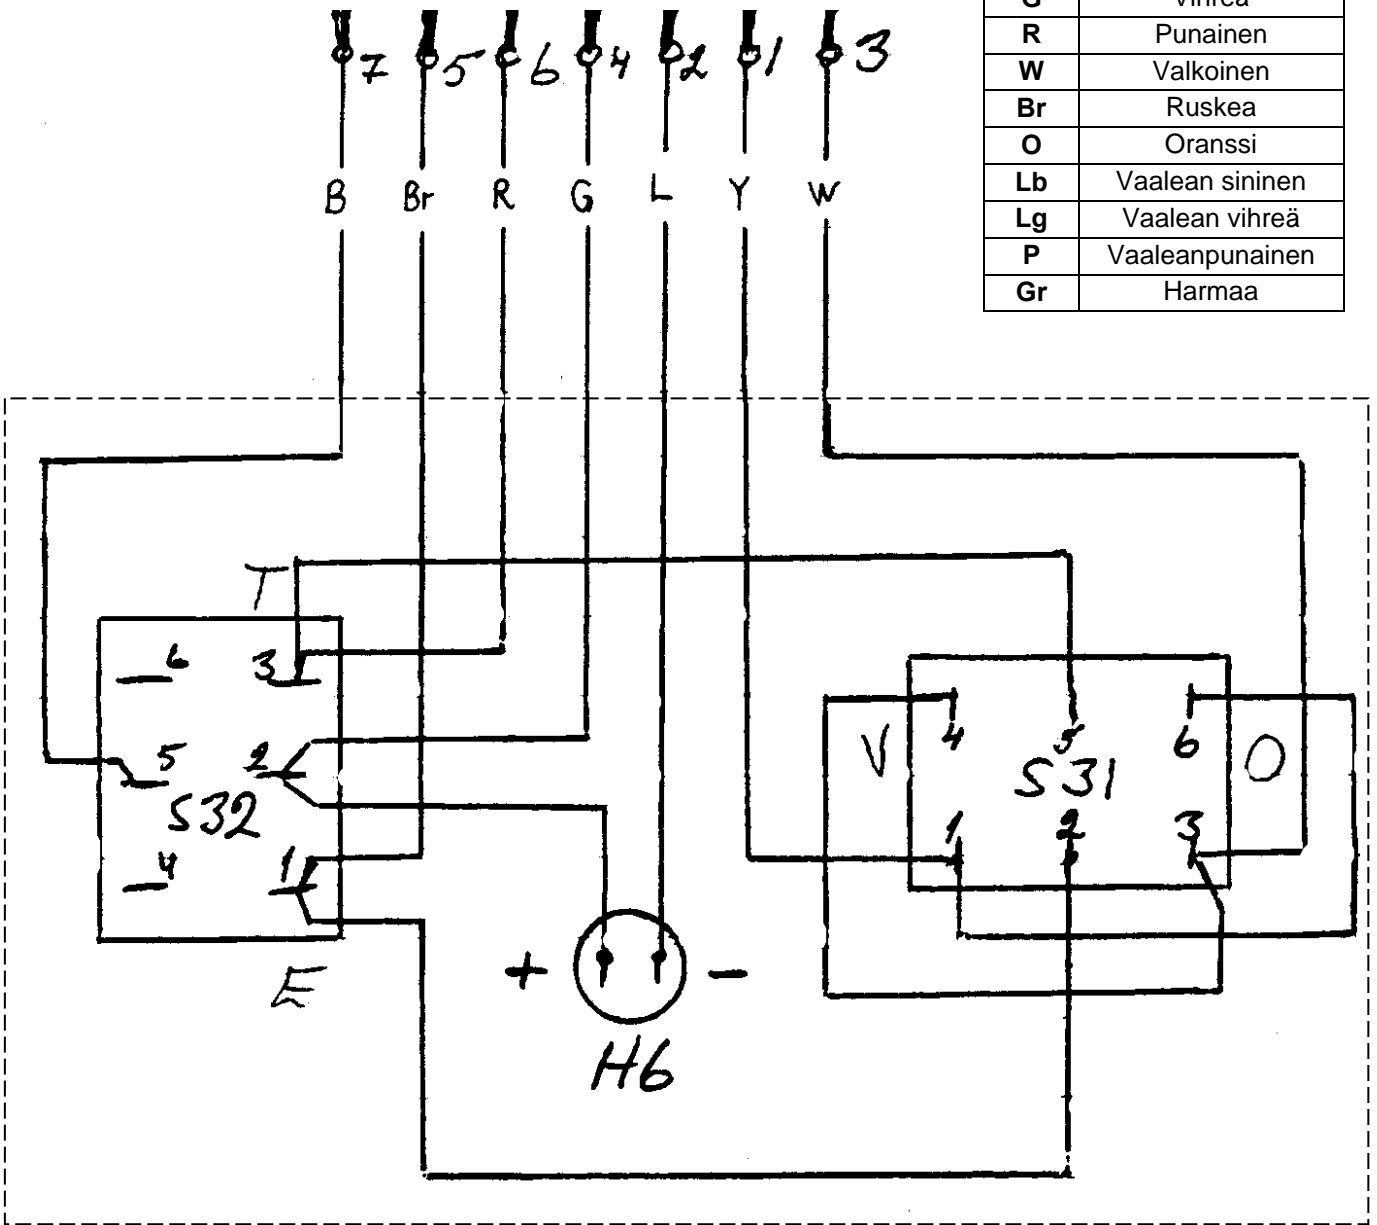 7 5 6 4 2 1 3
B Br R G L Y W
R Punainen
W Valkoinen
Br Ruskea
O Oranssi
Lb Vaalean sininen
Lg Vaalean vihreä
P Vaaleanpunainen
Gr Harmaa
T
6 3
5 2
S32
4 1
E
+ -
H6
4 5 6
V O
S31
1 2 3